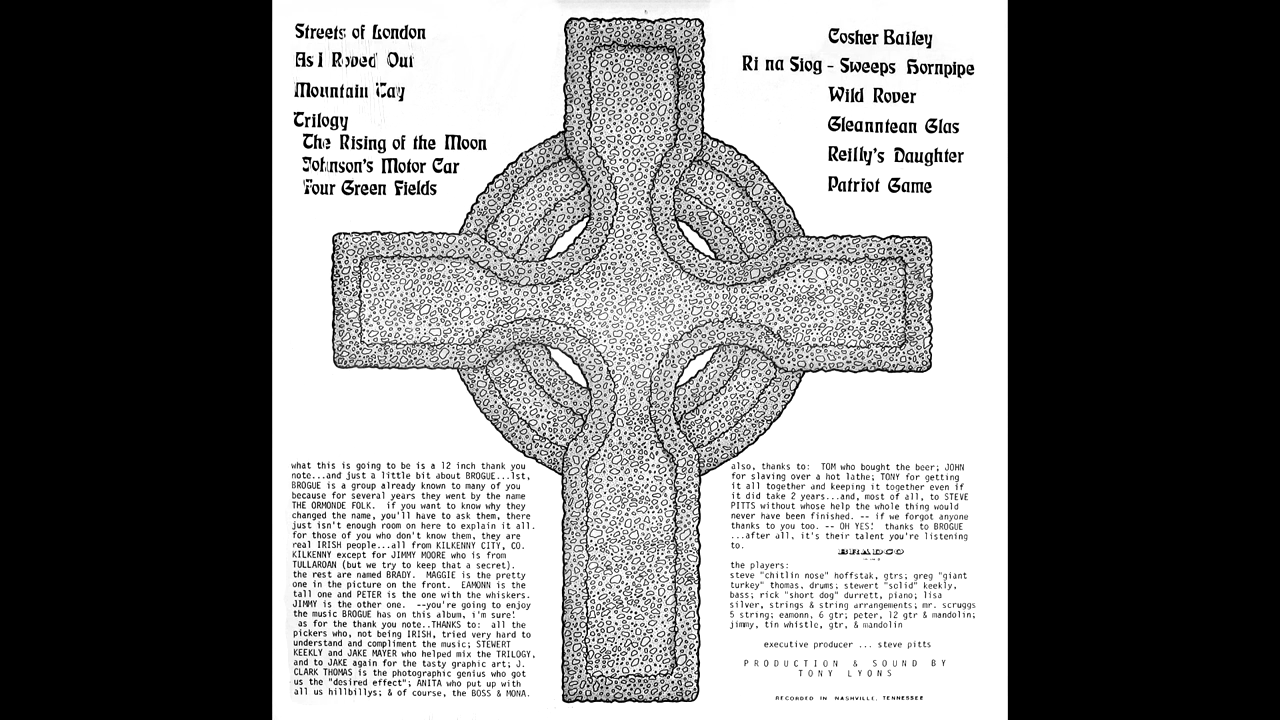 Streets of London
As I Roved Out
Mountain Tay
Trilogy
The Rising of the Moon
Johnson's Motor Car
Four Green Fields
Cosher Bailey
Ri na Siog - Sweeps Hornpipe
Wild Rover
Gleanntean Glas
Reilly's Daughter
Patriot Game
what this is going to be is a 12 inch thank you
note...and just a little bit about BROGUE...1st,
BROGUE is a group already known to many of you
because for several years they went by the name
THE ORMONDE FOLK. if you want to know why they
changed the name, you'll have to ask them, there
just isn't enough room on here to explain it all.
for those of you who don't know them, they are
real IRISH people...all from KILKENNY CITY, CO.
KILKENNY except for JIMMY MOORE who is from
TULLAROAN (but we try to keep that a secret).
the rest are named BRADY. MAGGIE is the pretty
one in the picture on the front. EAMONN is the
tall one and PETER is the one with the whiskers.
JIMMY is the other one. --you're going to enjoy
the music BROGUE has on this album, i'm sure!
as for the thank you note..THANKS to: all the
pickers who, not being IRISH, tried very hard to
understand and compliment the music; STEWERT
KEEKLY and JAKE MAYER who helped mix the TRILOGY,
and to JAKE again for the tasty graphic art; J.
CLARK THOMAS is the photographic genius who got
us the "desired effect"; ANITA who put up with
all us hillbillys; & of course, the BOSS & MONA.
also, thanks to: TOM who bought the beer; JOHN
for slaving over a hot lathe; TONY for getting
it all together and keeping it together even if
it did take 2 years...and, most of all, to STEVE
PITTS without whose help the whole thing would
never have been finished. -- if we forgot anyone
thanks to you too. -- OH YES! thanks to BROGUE
...after all, it's their talent you're listening
to.
BRADCO
the players:
steve "chitlin nose" hoffstak, gtrs; greg "giant
turkey" thomas, drums; stewert "solid" keekly,
bass; rick "short dog" durrett, piano; lisa
silver, strings & string arrangements; mr. scruggs
5 string; eamonn, 6 gtr; peter, 12 gtr & mandolin;
jimmy, tin whistle, gtr, & mandolin
executive producer ... steve pitts
PRODUCTION & SOUND BY
TONY LYONS
RECORDED IN NASHVILLE, TENNESSEE